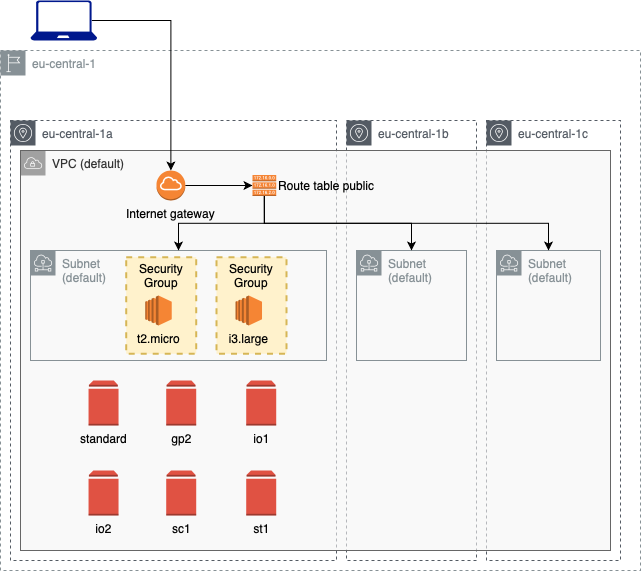 eu-central-1
eu-central-1a
eu-central-1b
eu-central-1c
VPC (default)
Route table public
Internet gateway
Subnet
(default)
Security
Group
t2.micro
Security
Group
i3.large
Subnet
(default)
Subnet
(default)
standard
gp2
io1
io2
sc1
st1